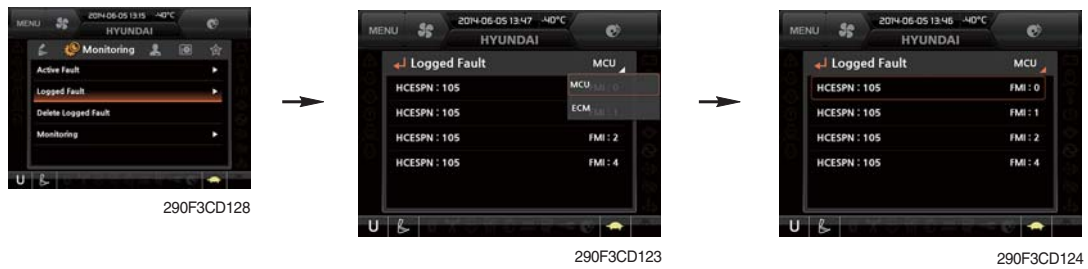 MENU
2014-06-05 13:15 -40°C
HYUNDAI
Monitoring
Active Fault
Logged Fault
Delete Logged Fault
Monitoring
U
290F3CD128
MENU
2014-06-05 13:47 -40°C
HYUNDAI
Logged Fault MCU
HCESPN : 105 MCU
HCESPN : 105 ECM
HCESPN : 105 FMI : 2
HCESPN : 105 FMI : 4
U
290F3CD123
MENU
2014-06-05 13:46 -40°C
HYUNDAI
Logged Fault MCU
HCESPN : 105 FMI : 0
HCESPN : 105 FMI : 1
HCESPN : 105 FMI : 2
HCESPN : 105 FMI : 4
U
290F3CD124